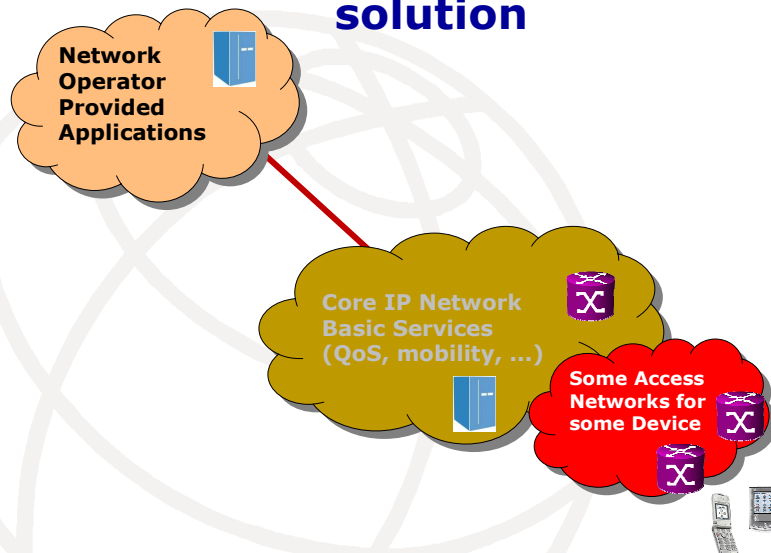 solution
Network
Operator
Provided
Applications
Core IP Network
Basic Services
(QoS, mobility, ...)
Some Access
Networks for
some Device